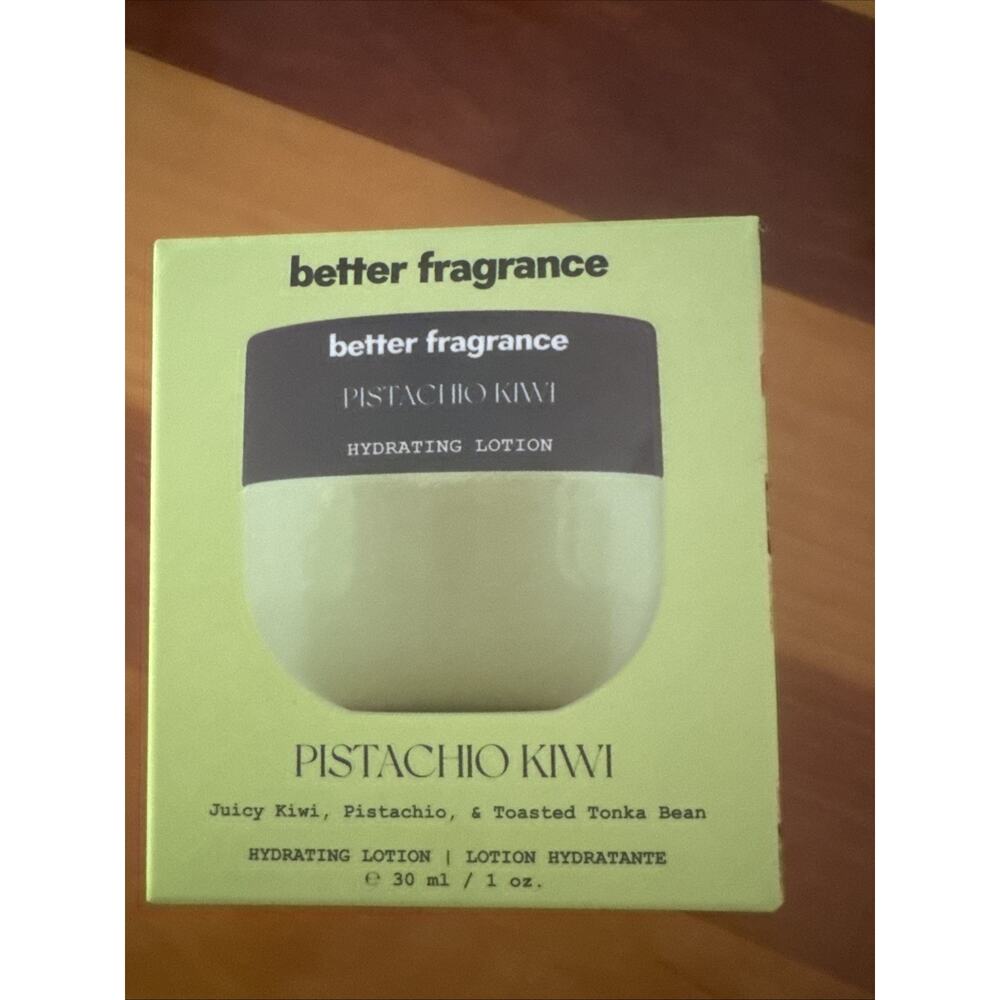 better fragrance
better fragrance
PISTACHIO KIWI
HYDRATING LOTION
PISTACHIO KIWI
Juicy Kiwi, Pistachio, & Toasted Tonka Bean
HYDRATING LOTION | LOTION HYDRATANTE
℮ 30 ml / 1 oz.